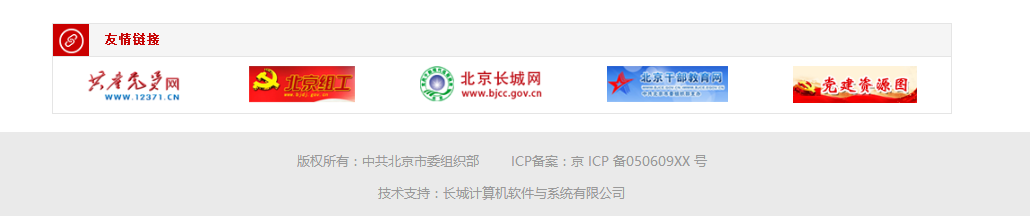 友情链接
共产党员网
www.12371.CN
北京组工
www.bjzg.gov.cn
北京长城网
www.bjcc.gov.cn
北京干部教育网
党建资源图
版权所有：中共北京市委组织部 ICP备案：京 ICP 备050609XX 号
技术支持：长城计算机软件与系统有限公司